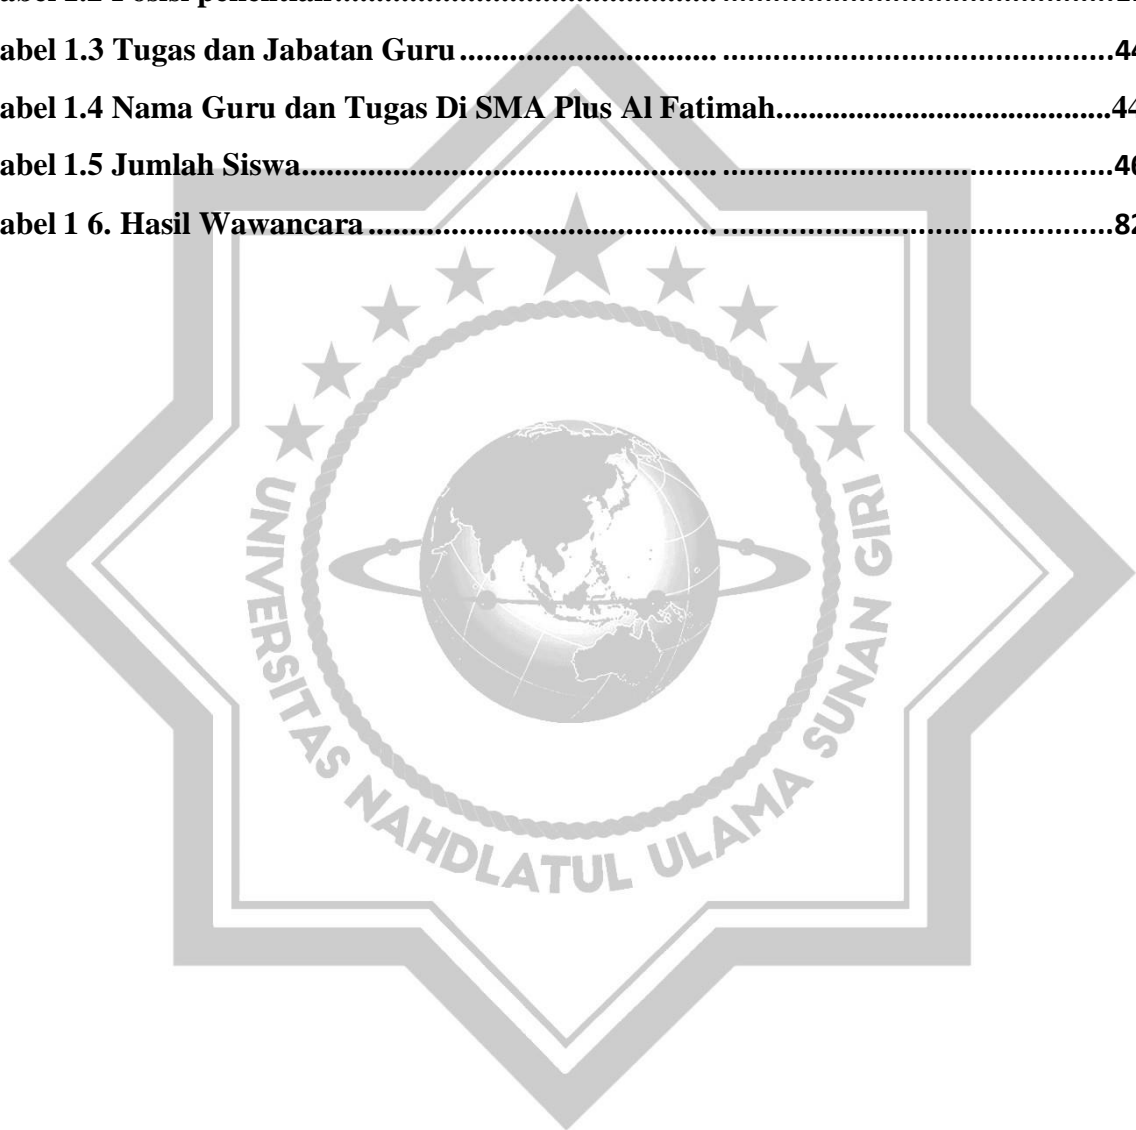 abel 1.3 Tugas dan Jabatan Guru ................................ ................................................44
abel 1.4 Nama Guru dan Tugas Di SMA Plus Al Fatimah.........................................44
abel 1.5 Jumlah Siswa.................................................... ................................................46
abel 1 6. Hasil Wawancara ........................................... ................................................82
UNIVERSITAS NAHDLATUL ULAMA SUNAN GIRI